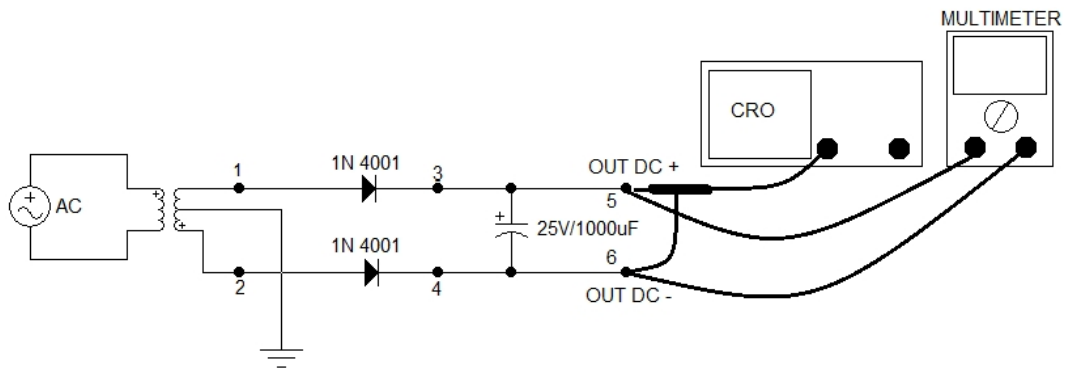 MULTIMETER
CRO
1
1N 4001
3
OUT DC +
5
+
AC
+
+
+
25V/1000uF
1N 4001
6
2
4
OUT DC -